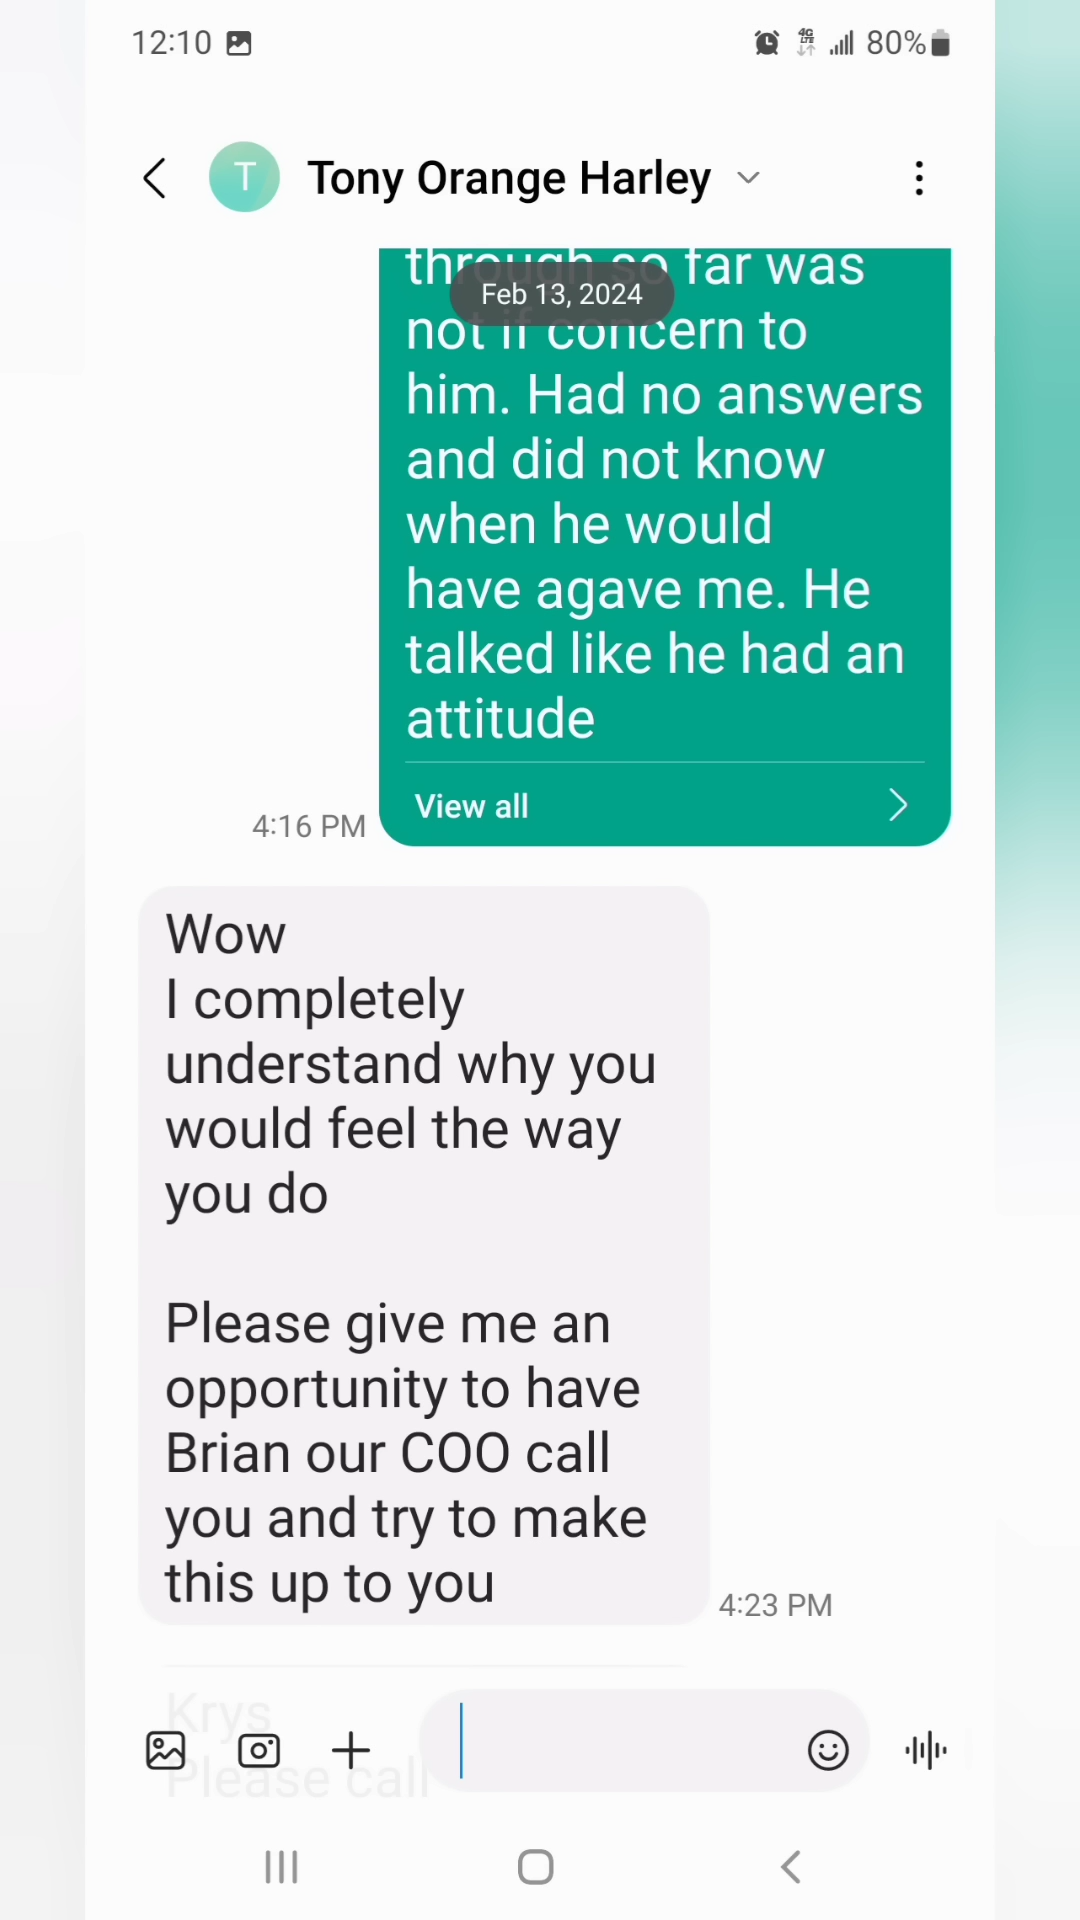 12:10
4G
LTE
80%
T
Tony Orange Harley
through so far was
Feb 13, 2024
not if concern to
him. Had no answers
and did not know
when he would
have agave me. He
talked like he had an
attitude
View all
4:16 PM
Wow
I completely
understand why you
would feel the way
you do
Please give me an
opportunity to have
Brian our COO call
you and try to make
this up to you
4:23 PM
Krys
Please call